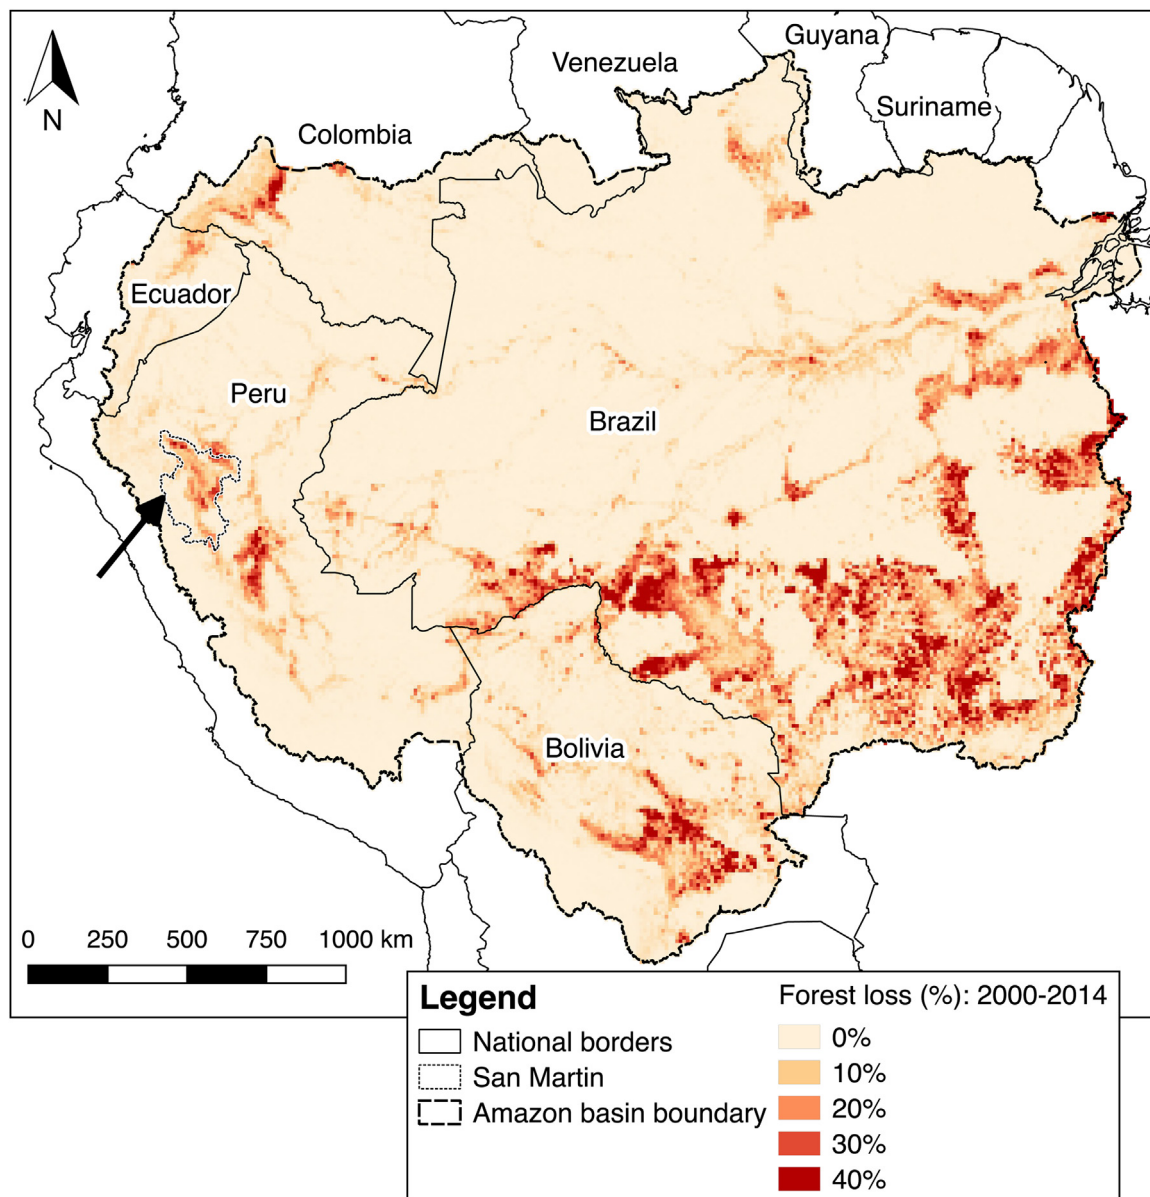 Guyana
Venezuela
Suriname
N
Colombia
Ecuador
Peru
Brazil
Bolivia
0 250 500 750 1000 km
Legend
National borders
San Martin
Amazon basin boundary
Forest loss (%): 2000-2014
0%
10%
20%
30%
40%